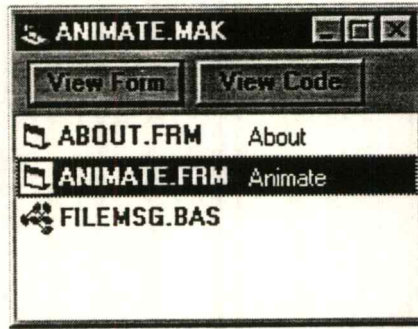 ANIMATE.MAK
View Form View Code
ABOUT.FRM About
ANIMATE.FRM Animate
FILEMSG.BAS